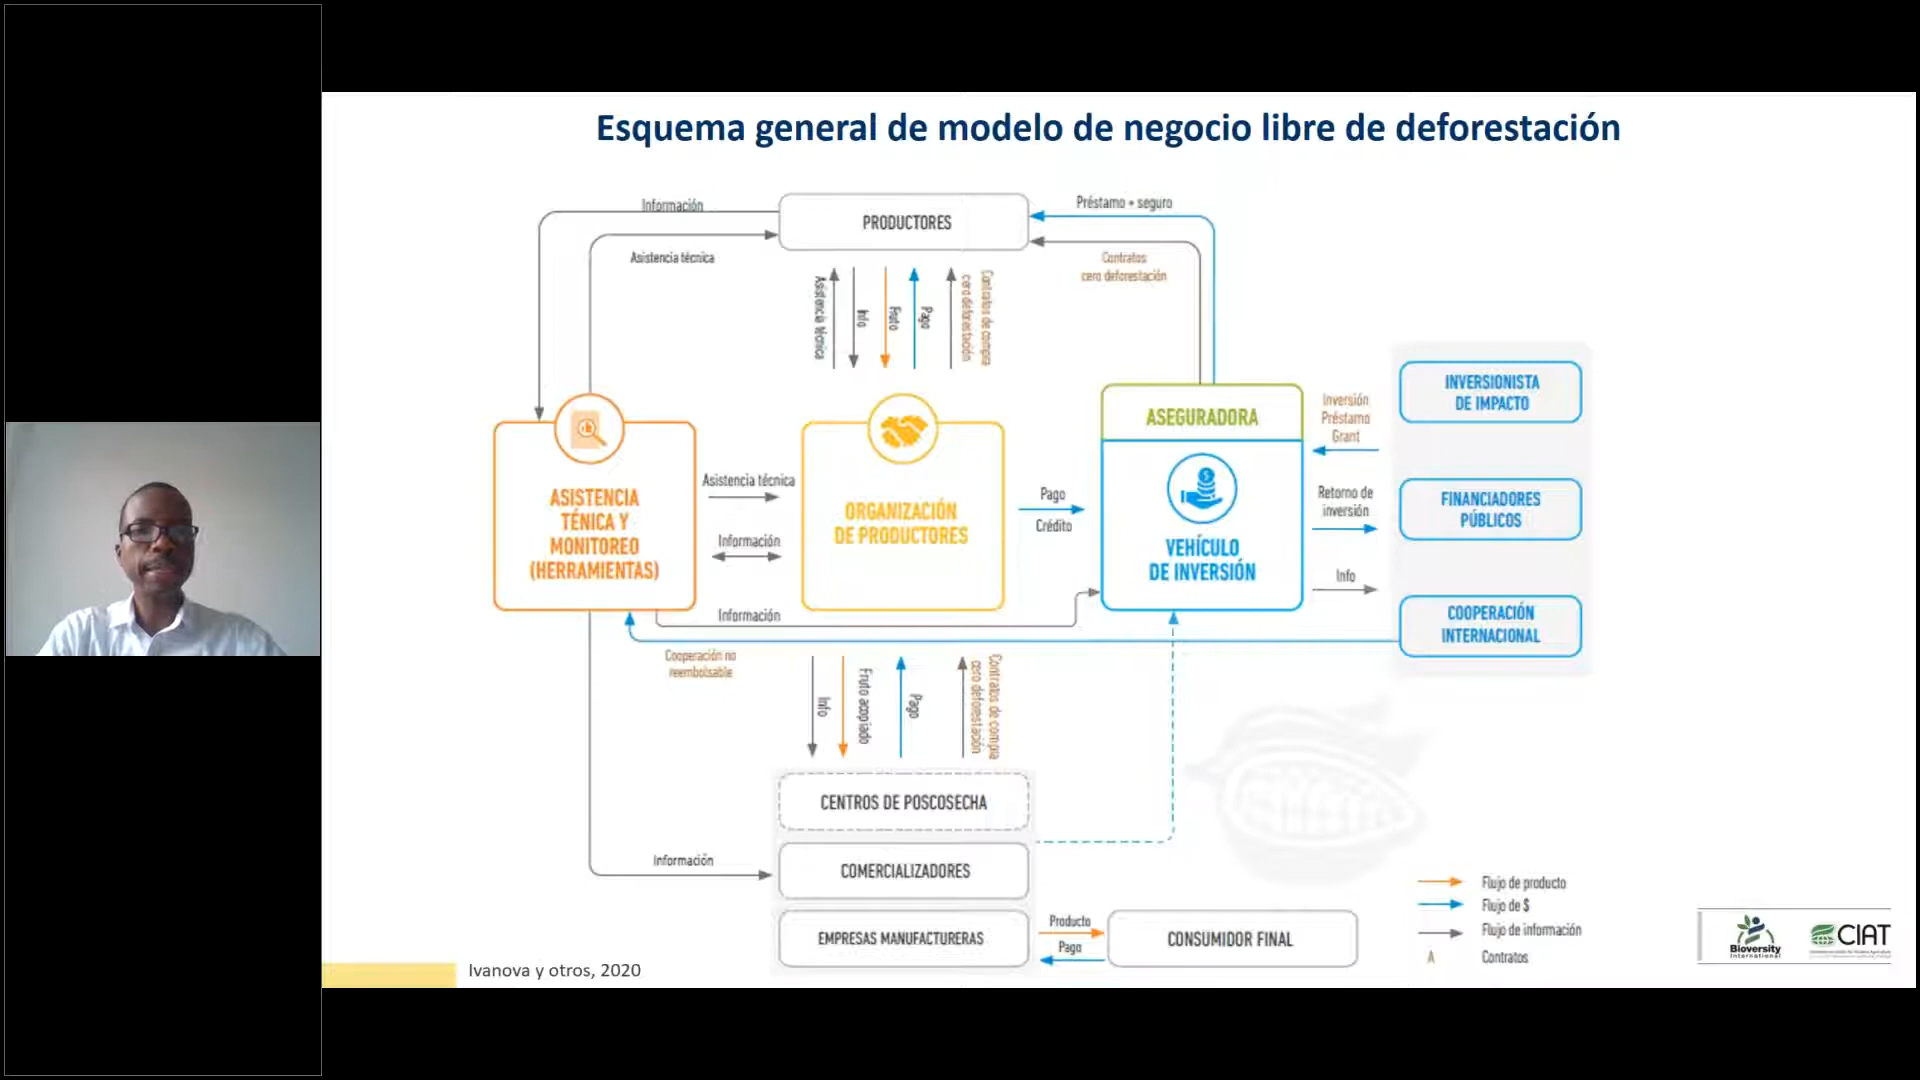 Esquema general de modelo de negocio libre de deforestación
Información
PRODUCTORES
Préstamo + seguro
Asistencia técnica
Contratos
cero deforestación
Asistencia técnica
Info
Fruto
Pago
Contratos de compra
cero deforestación
ASISTENCIA
TÉNICA Y
MONITOREO
(HERRAMIENTAS)
Asistencia técnica
Información
Información
ORGANIZACIÓN
DE PRODUCTORES
Pago
Crédito
ASEGURADORA
VEHÍCULO
DE INVERSIÓN
Inversión
Préstamo
Grant
Retorno de
inversión
Info
INVERSIONISTA
DE IMPACTO
FINANCIADORES
PÚBLICOS
COOPERACIÓN
INTERNACIONAL
Cooperación no
reembolsable
Info
Fruto acopiado
Pago
Contratos de compra
cero deforestación
CENTROS DE POSCOSECHA
COMERCIALIZADORES
EMPRESAS MANUFACTURERAS
Información
Producto
Pago
CONSUMIDOR FINAL
Flujo de producto
Flujo de $
Flujo de información
A Contratos
Ivanova y otros, 2020
Bioversity
International
CIAT